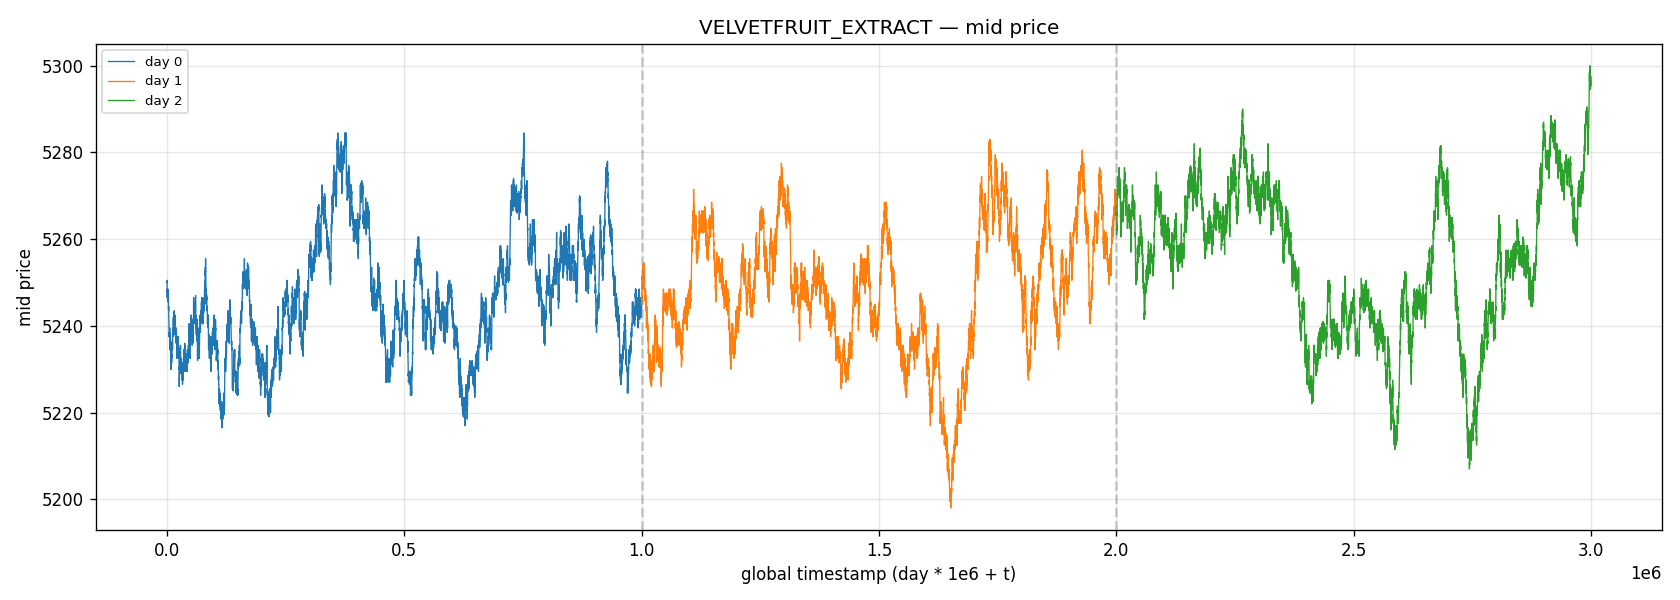 VELVETFRUIT_EXTRACT — mid price
day 0
day 1
day 2
mid price
5300
5280
5260
5240
5220
5200
0.0 0.5 1.0 1.5 2.0 2.5 3.0
1e6
global timestamp (day * 1e6 + t)